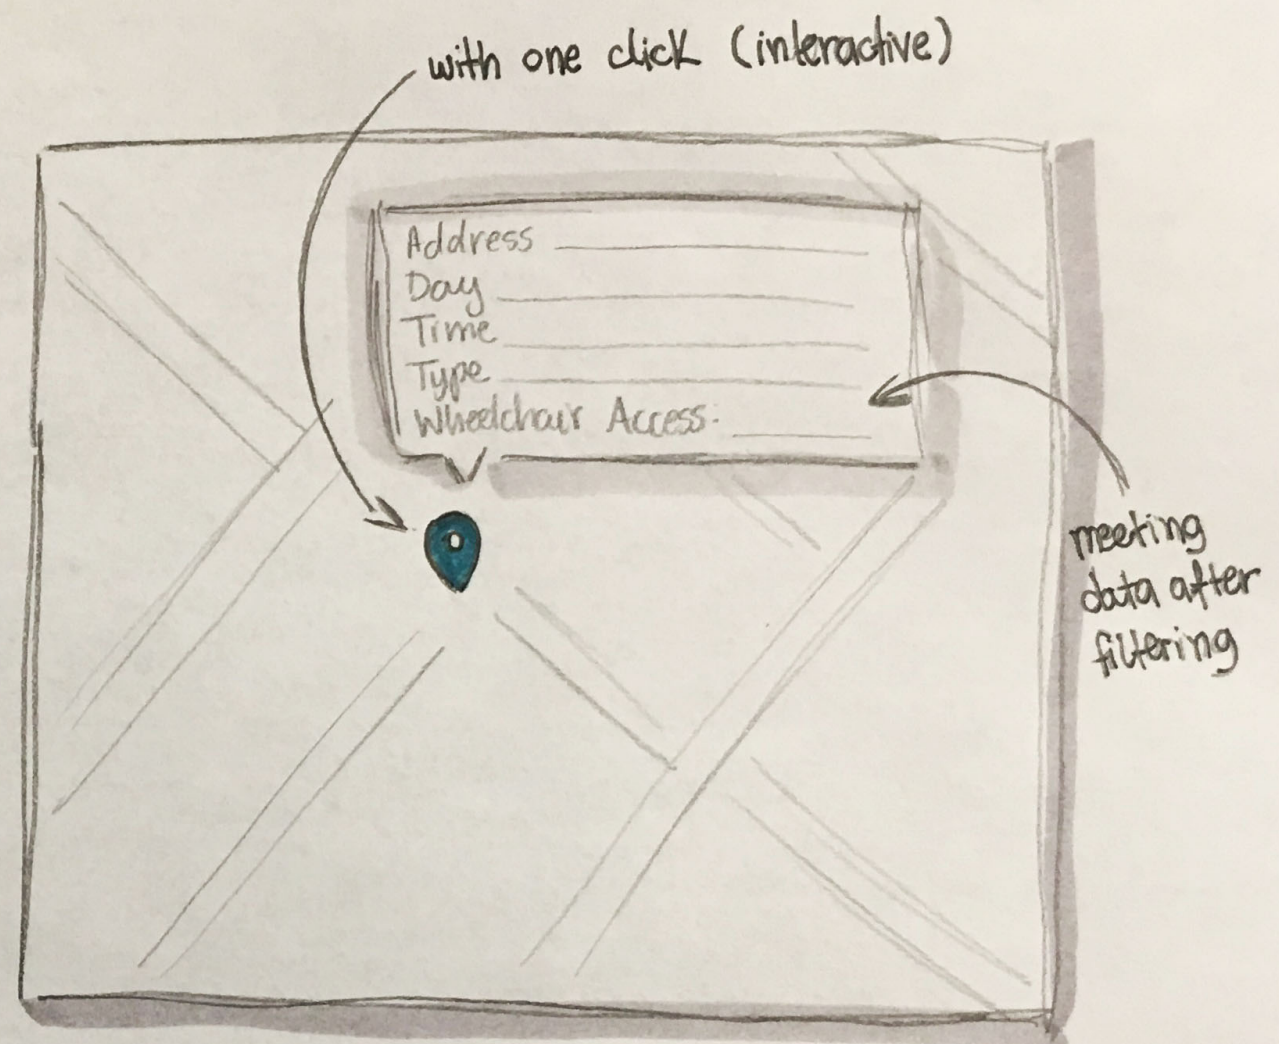 with one click (interactive)
Address
Day
Time
Type
Wheelchair Access:
meeting
data after
filtering